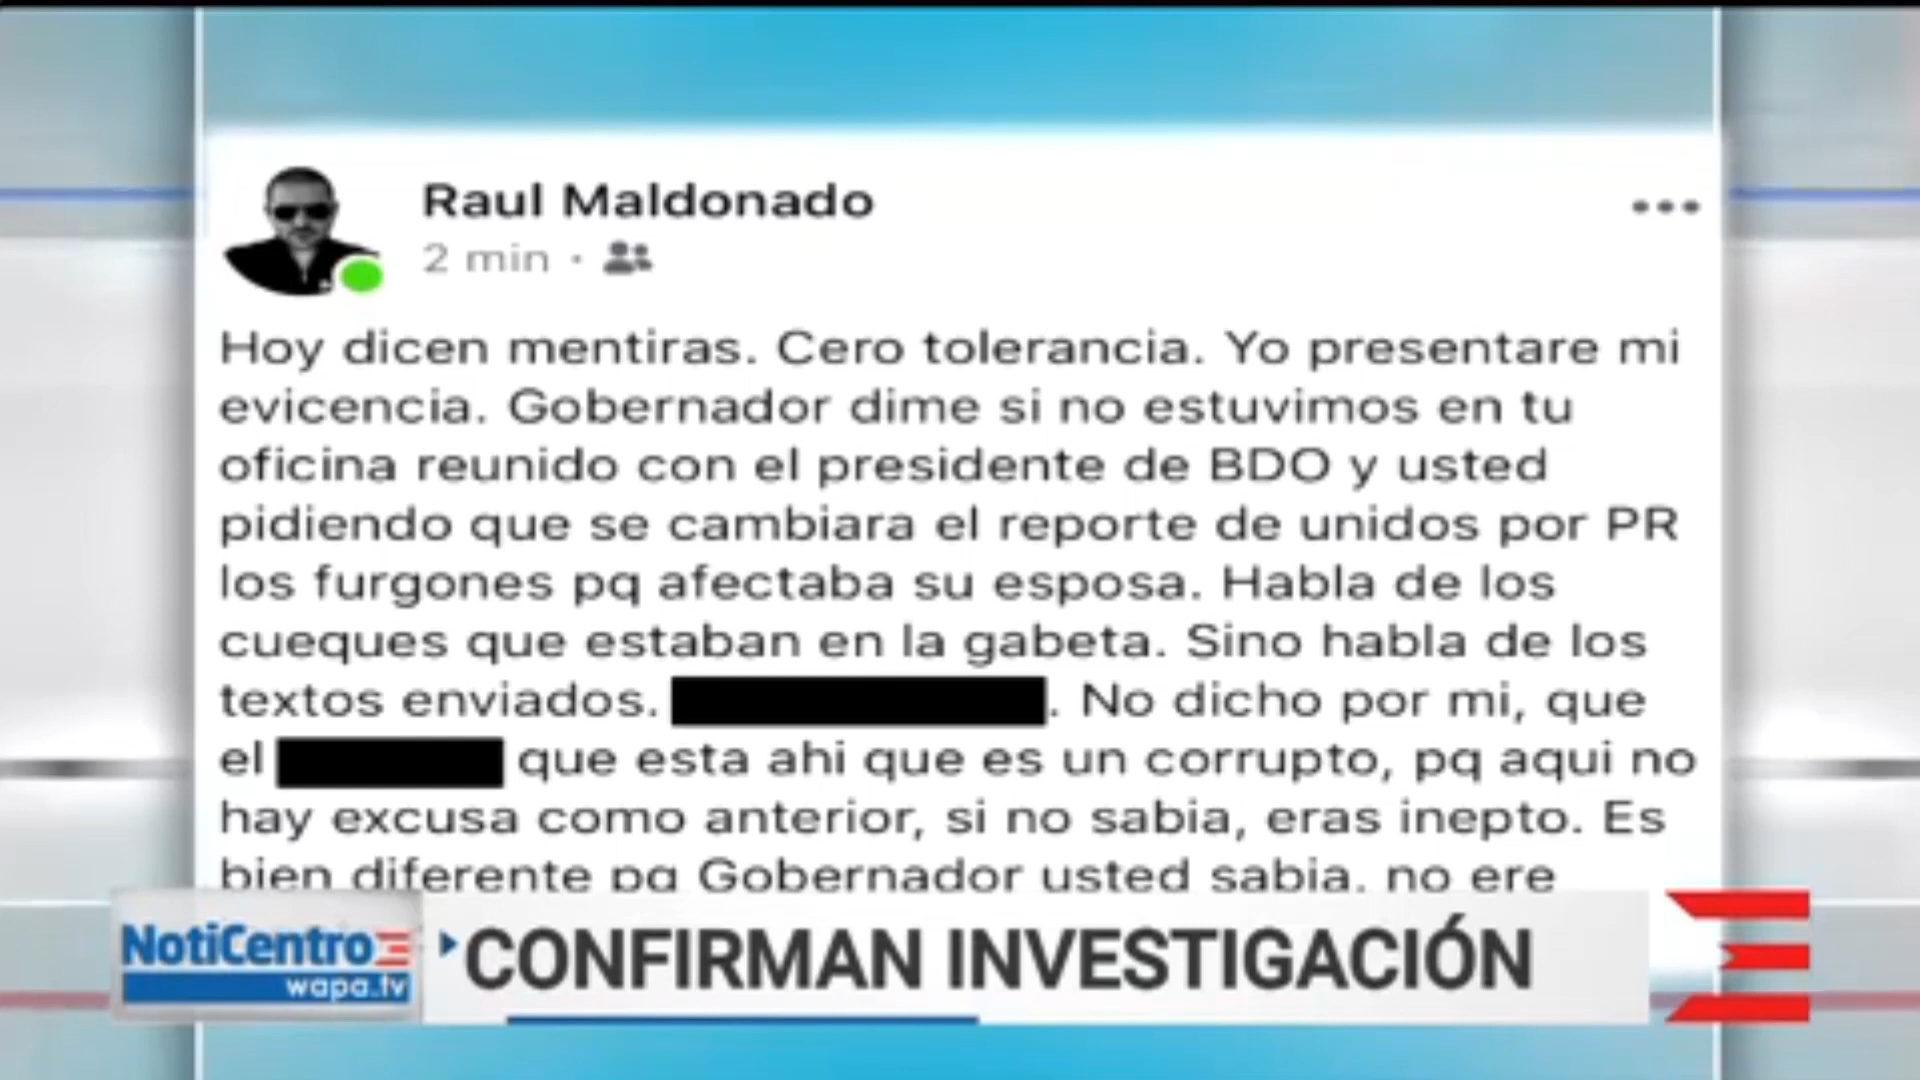 Raul Maldonado
2 min ·
Hoy dicen mentiras. Cero tolerancia. Yo presentare mi
evicencia. Gobernador dime si no estuvimos en tu
oficina reunido con el presidente de BDO y usted
pidiendo que se cambiara el reporte de unidos por PR
los furgones pq afectaba su esposa. Habla de los
cueques que estaban en la gabeta. Sino habla de los
textos enviados. . No dicho por mi, que
el que esta ahi que es un corrupto, pq aqui no
hay excusa como anterior, si no sabia, eras inepto. Es
bien diferente pq Gobernador usted sabia, no ere
NotiCentro
wapa.tv
CONFIRMAN INVESTIGACIÓN